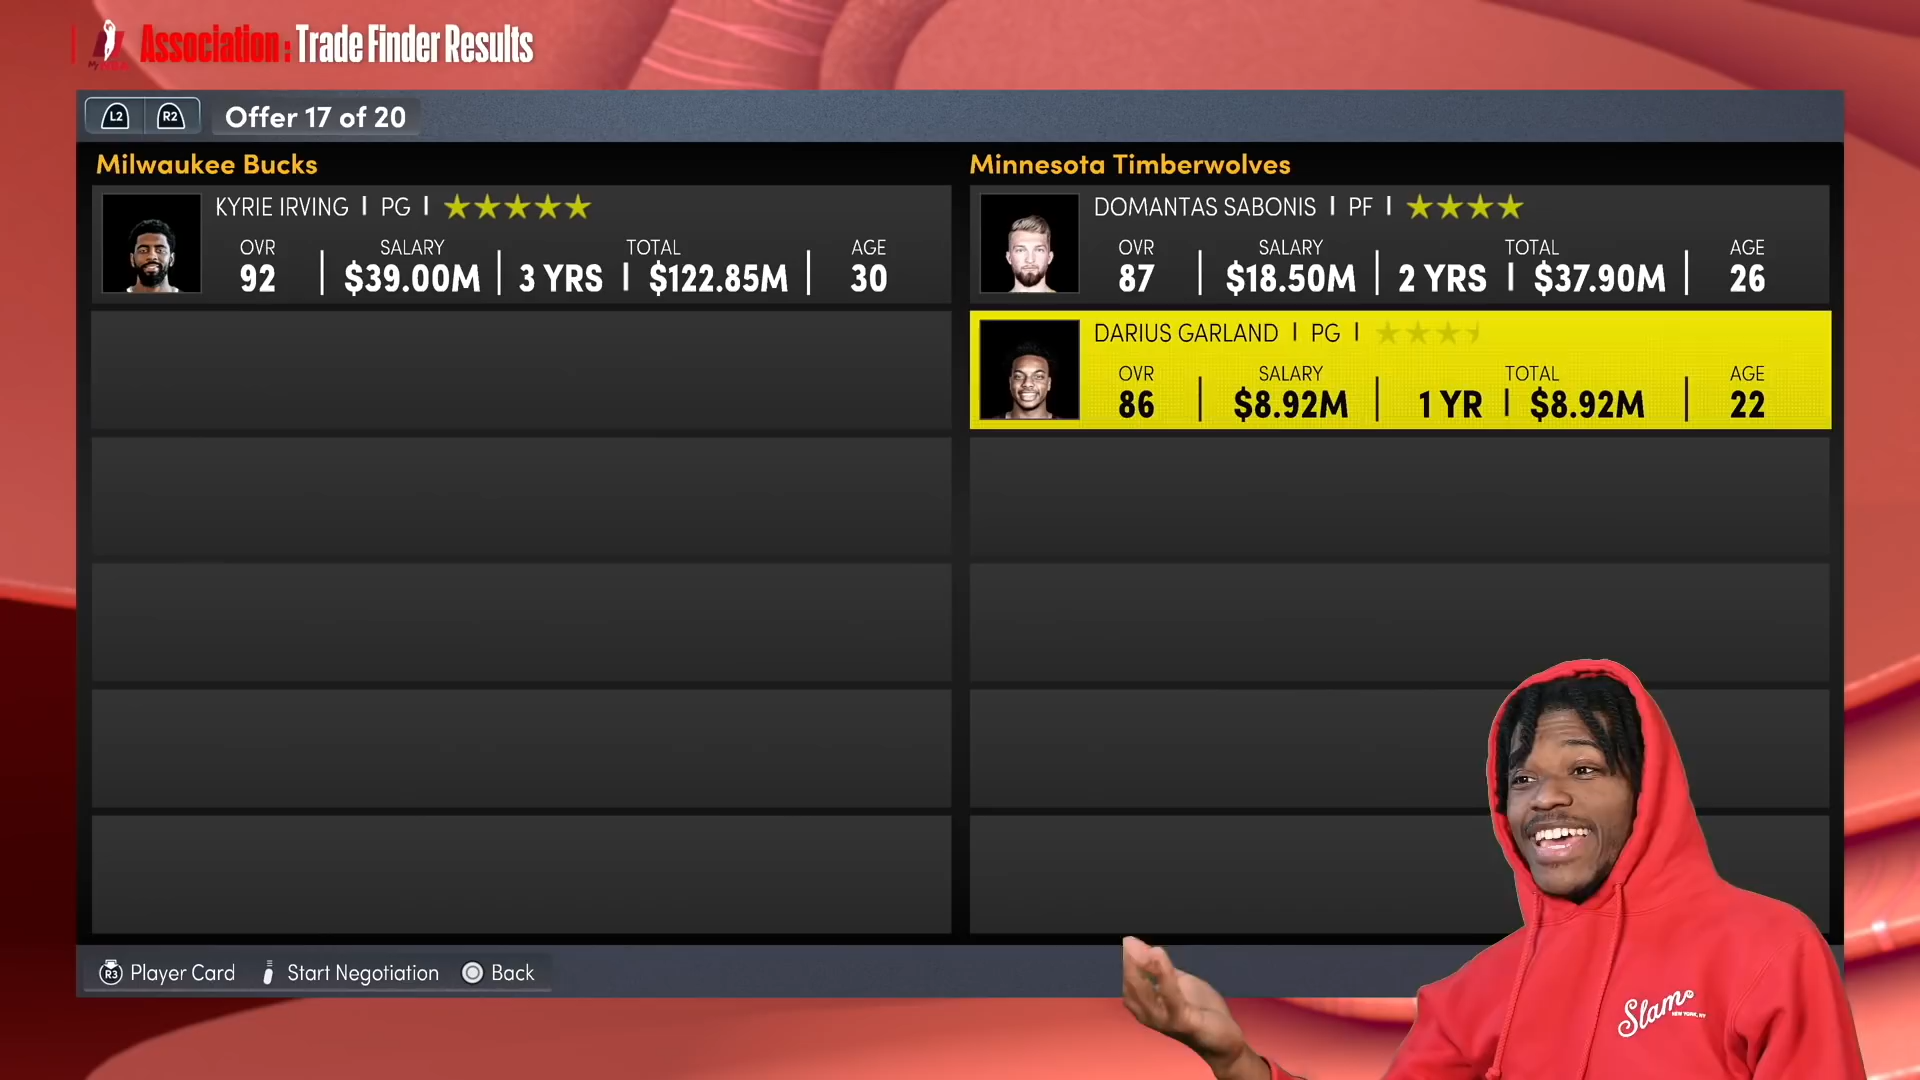 Association : Trade Finder Results
L2 R2 Offer 17 of 20
Milwaukee Bucks
KYRIE IRVING | PG |
OVR SALARY TOTAL AGE
92 | $39.00M | 3 YRS | $122.85M | 30
Minnesota Timberwolves
DOMANTAS SABONIS | PF |
OVR SALARY TOTAL AGE
87 | $18.50M | 2 YRS | $37.90M | 26
DARIUS GARLAND | PG |
OVR SALARY TOTAL AGE
86 | $8.92M | 1 YR | $8.92M | 22
R3 Player Card Start Negotiation Back
Slam
NEW YORK, NY